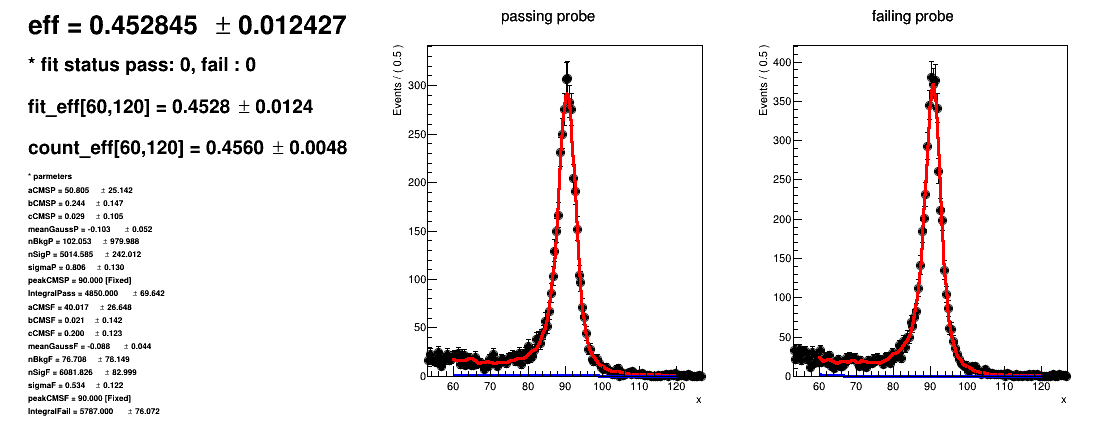 eff = 0.452845 ± 0.012427
* fit status pass: 0, fail : 0
fit_eff[60,120] = 0.4528 ± 0.0124
count_eff[60,120] = 0.4560 ± 0.0048
* parmeters
aCMSP = 50.805 ± 25.142
bCMSP = 0.244 ± 0.147
cCMSP = 0.029 ± 0.105
meanGaussP = -0.103 ± 0.052
nBkgP = 102.053 ± 979.988
nSigP = 5014.585 ± 242.012
sigmaP = 0.806 ± 0.130
peakCMSP = 90.000 [Fixed]
IntegralPass = 4850.000 ± 69.642
aCMSF = 40.017 ± 26.648
bCMSF = 0.021 ± 0.142
cCMSF = 0.200 ± 0.123
meanGaussF = -0.088 ± 0.044
nBkgF = 76.708 ± 78.149
nSigF = 6081.826 ± 82.999
sigmaF = 0.534 ± 0.122
peakCMSF = 90.000 [Fixed]
IntegralFail = 5787.000 ± 76.072
passing probe
Events / ( 0.5 )
300
250
200
150
100
50
0
60 70 80 90 100 110 120
x
failing probe
Events / ( 0.5 )
400
350
300
250
200
150
100
50
0
60 70 80 90 100 110 120
x